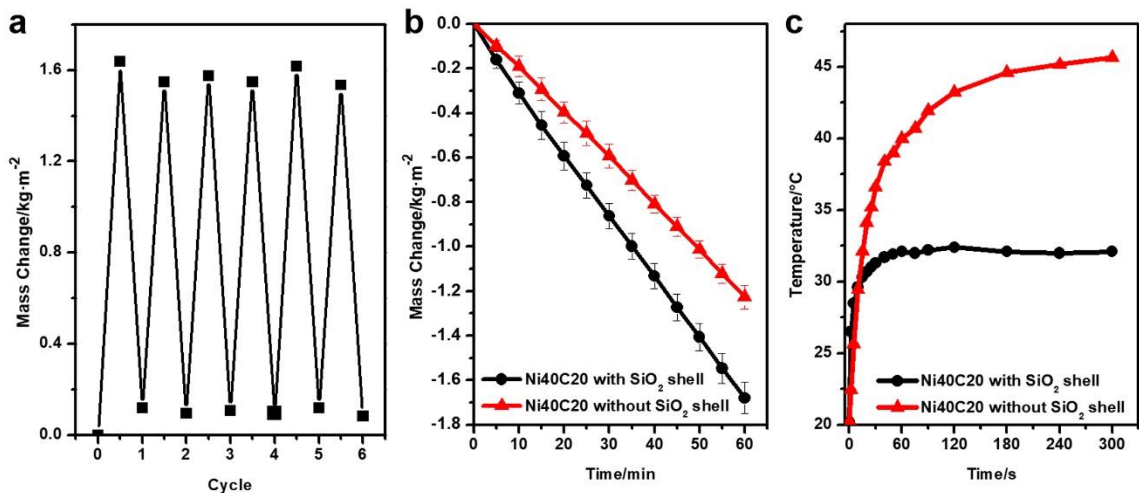 a
Mass Change/kg·m⁻²
1.6
1.2
0.8
0.4
0.0
0 1 2 3 4 5 6
Cycle
b
Mass Change/kg·m⁻²
0.0
-0.2
-0.4
-0.6
-0.8
-1.0
-1.2
-1.4
-1.6
-1.8
Ni40C20 with SiO₂ shell
Ni40C20 without SiO₂ shell
0 10 20 30 40 50 60
Time/min
c
Temperature/°C
45
40
35
30
25
20
Ni40C20 with SiO₂ shell
Ni40C20 without SiO₂ shell
0 60 120 180 240 300
Time/s